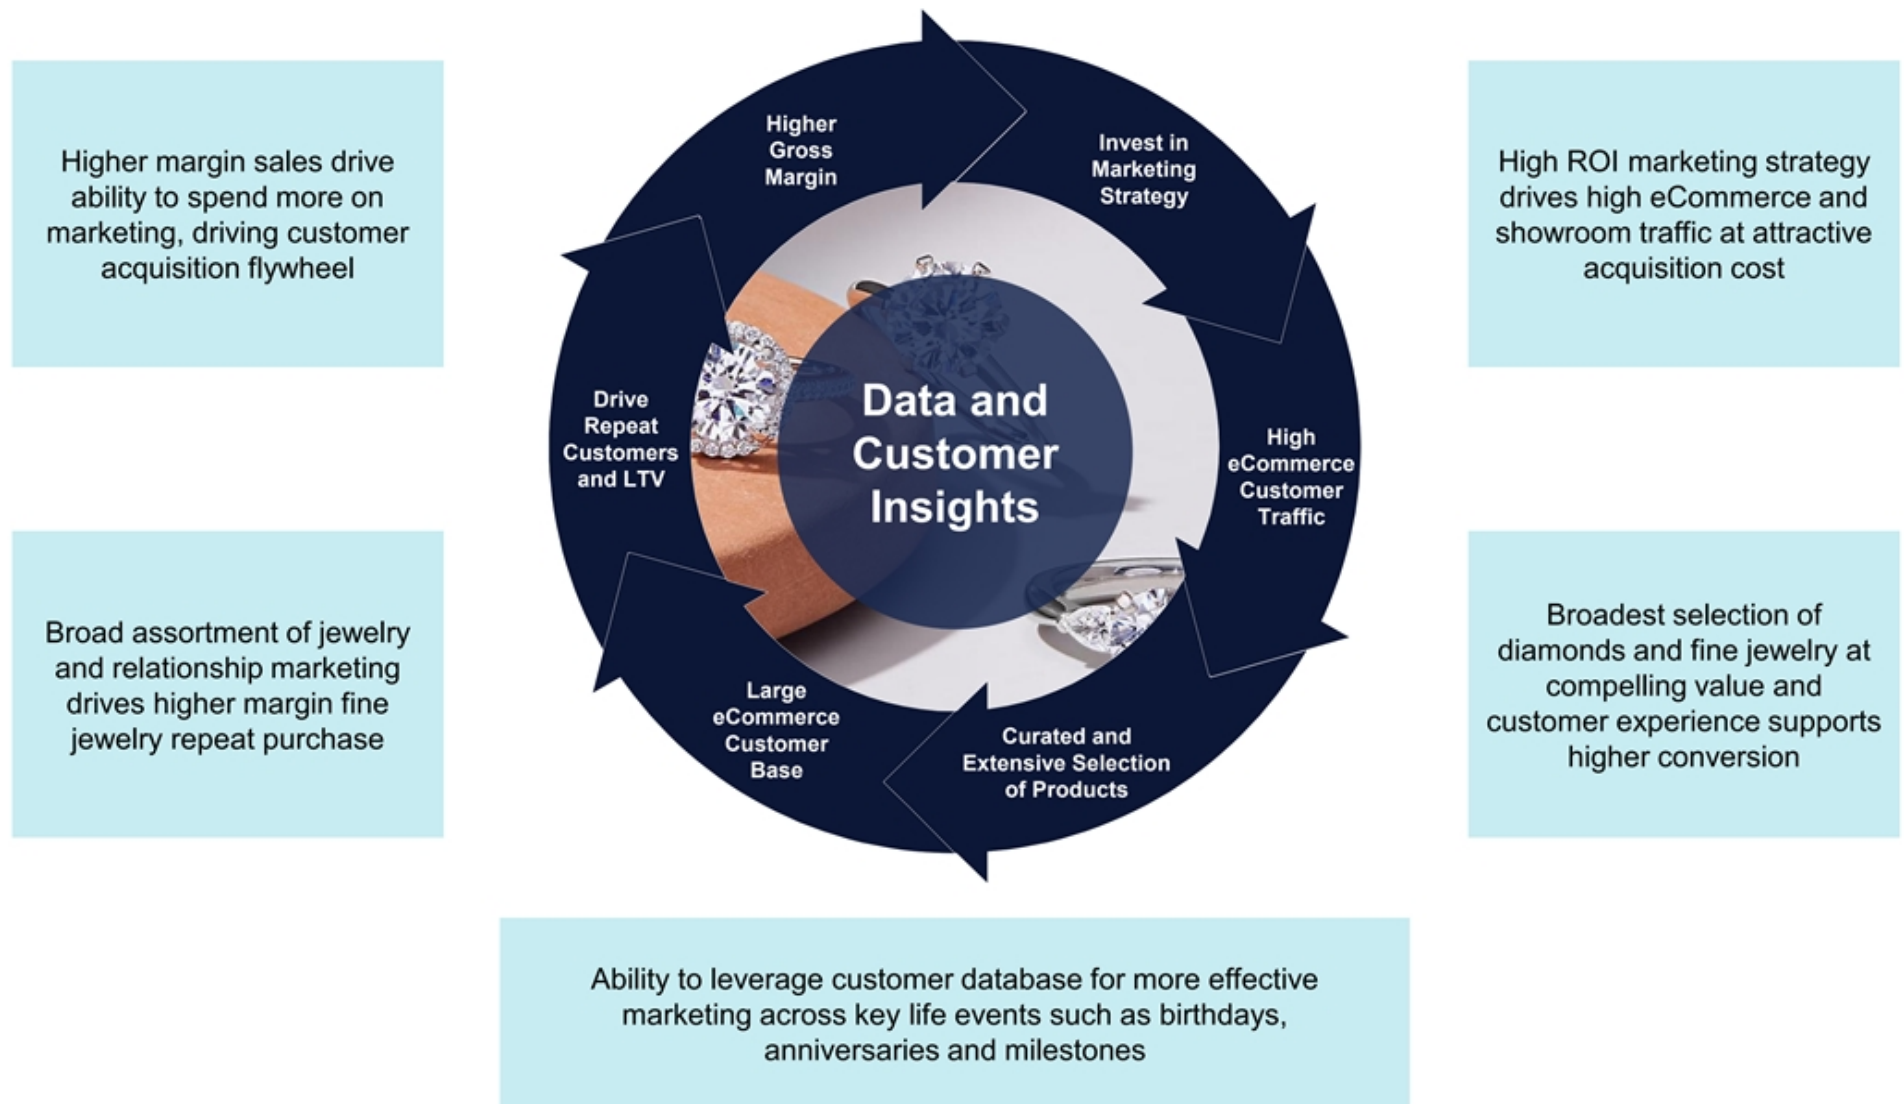 Higher margin sales drive
ability to spend more on
marketing, driving customer
acquisition flywheel
Broad assortment of jewelry
and relationship marketing
drives higher margin fine
jewelry repeat purchase
Higher
Gross
Margin
Invest in
Marketing
Strategy
High
eCommerce
Customer
Traffic
Curated and
Extensive Selection
of Products
Large
eCommerce
Customer
Base
Drive
Repeat
Customers
and LTV
Data and
Customer
Insights
High ROI marketing strategy
drives high eCommerce and
showroom traffic at attractive
acquisition cost
Broadest selection of
diamonds and fine jewelry at
compelling value and
customer experience supports
higher conversion
Ability to leverage customer database for more effective
marketing across key life events such as birthdays,
anniversaries and milestones